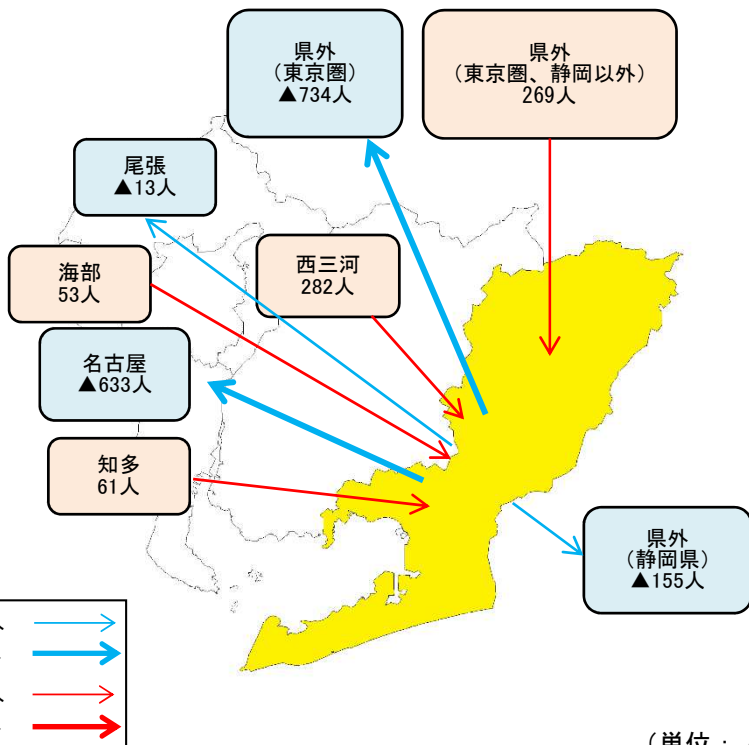 県外
（東京圏）
▲734人
県外
（東京圏、静岡以外）
269人
尾張
▲13人
海部
53人
西三河
282人
名古屋
▲633人
知多
61人
県外
（静岡県）
▲155人
（単位：